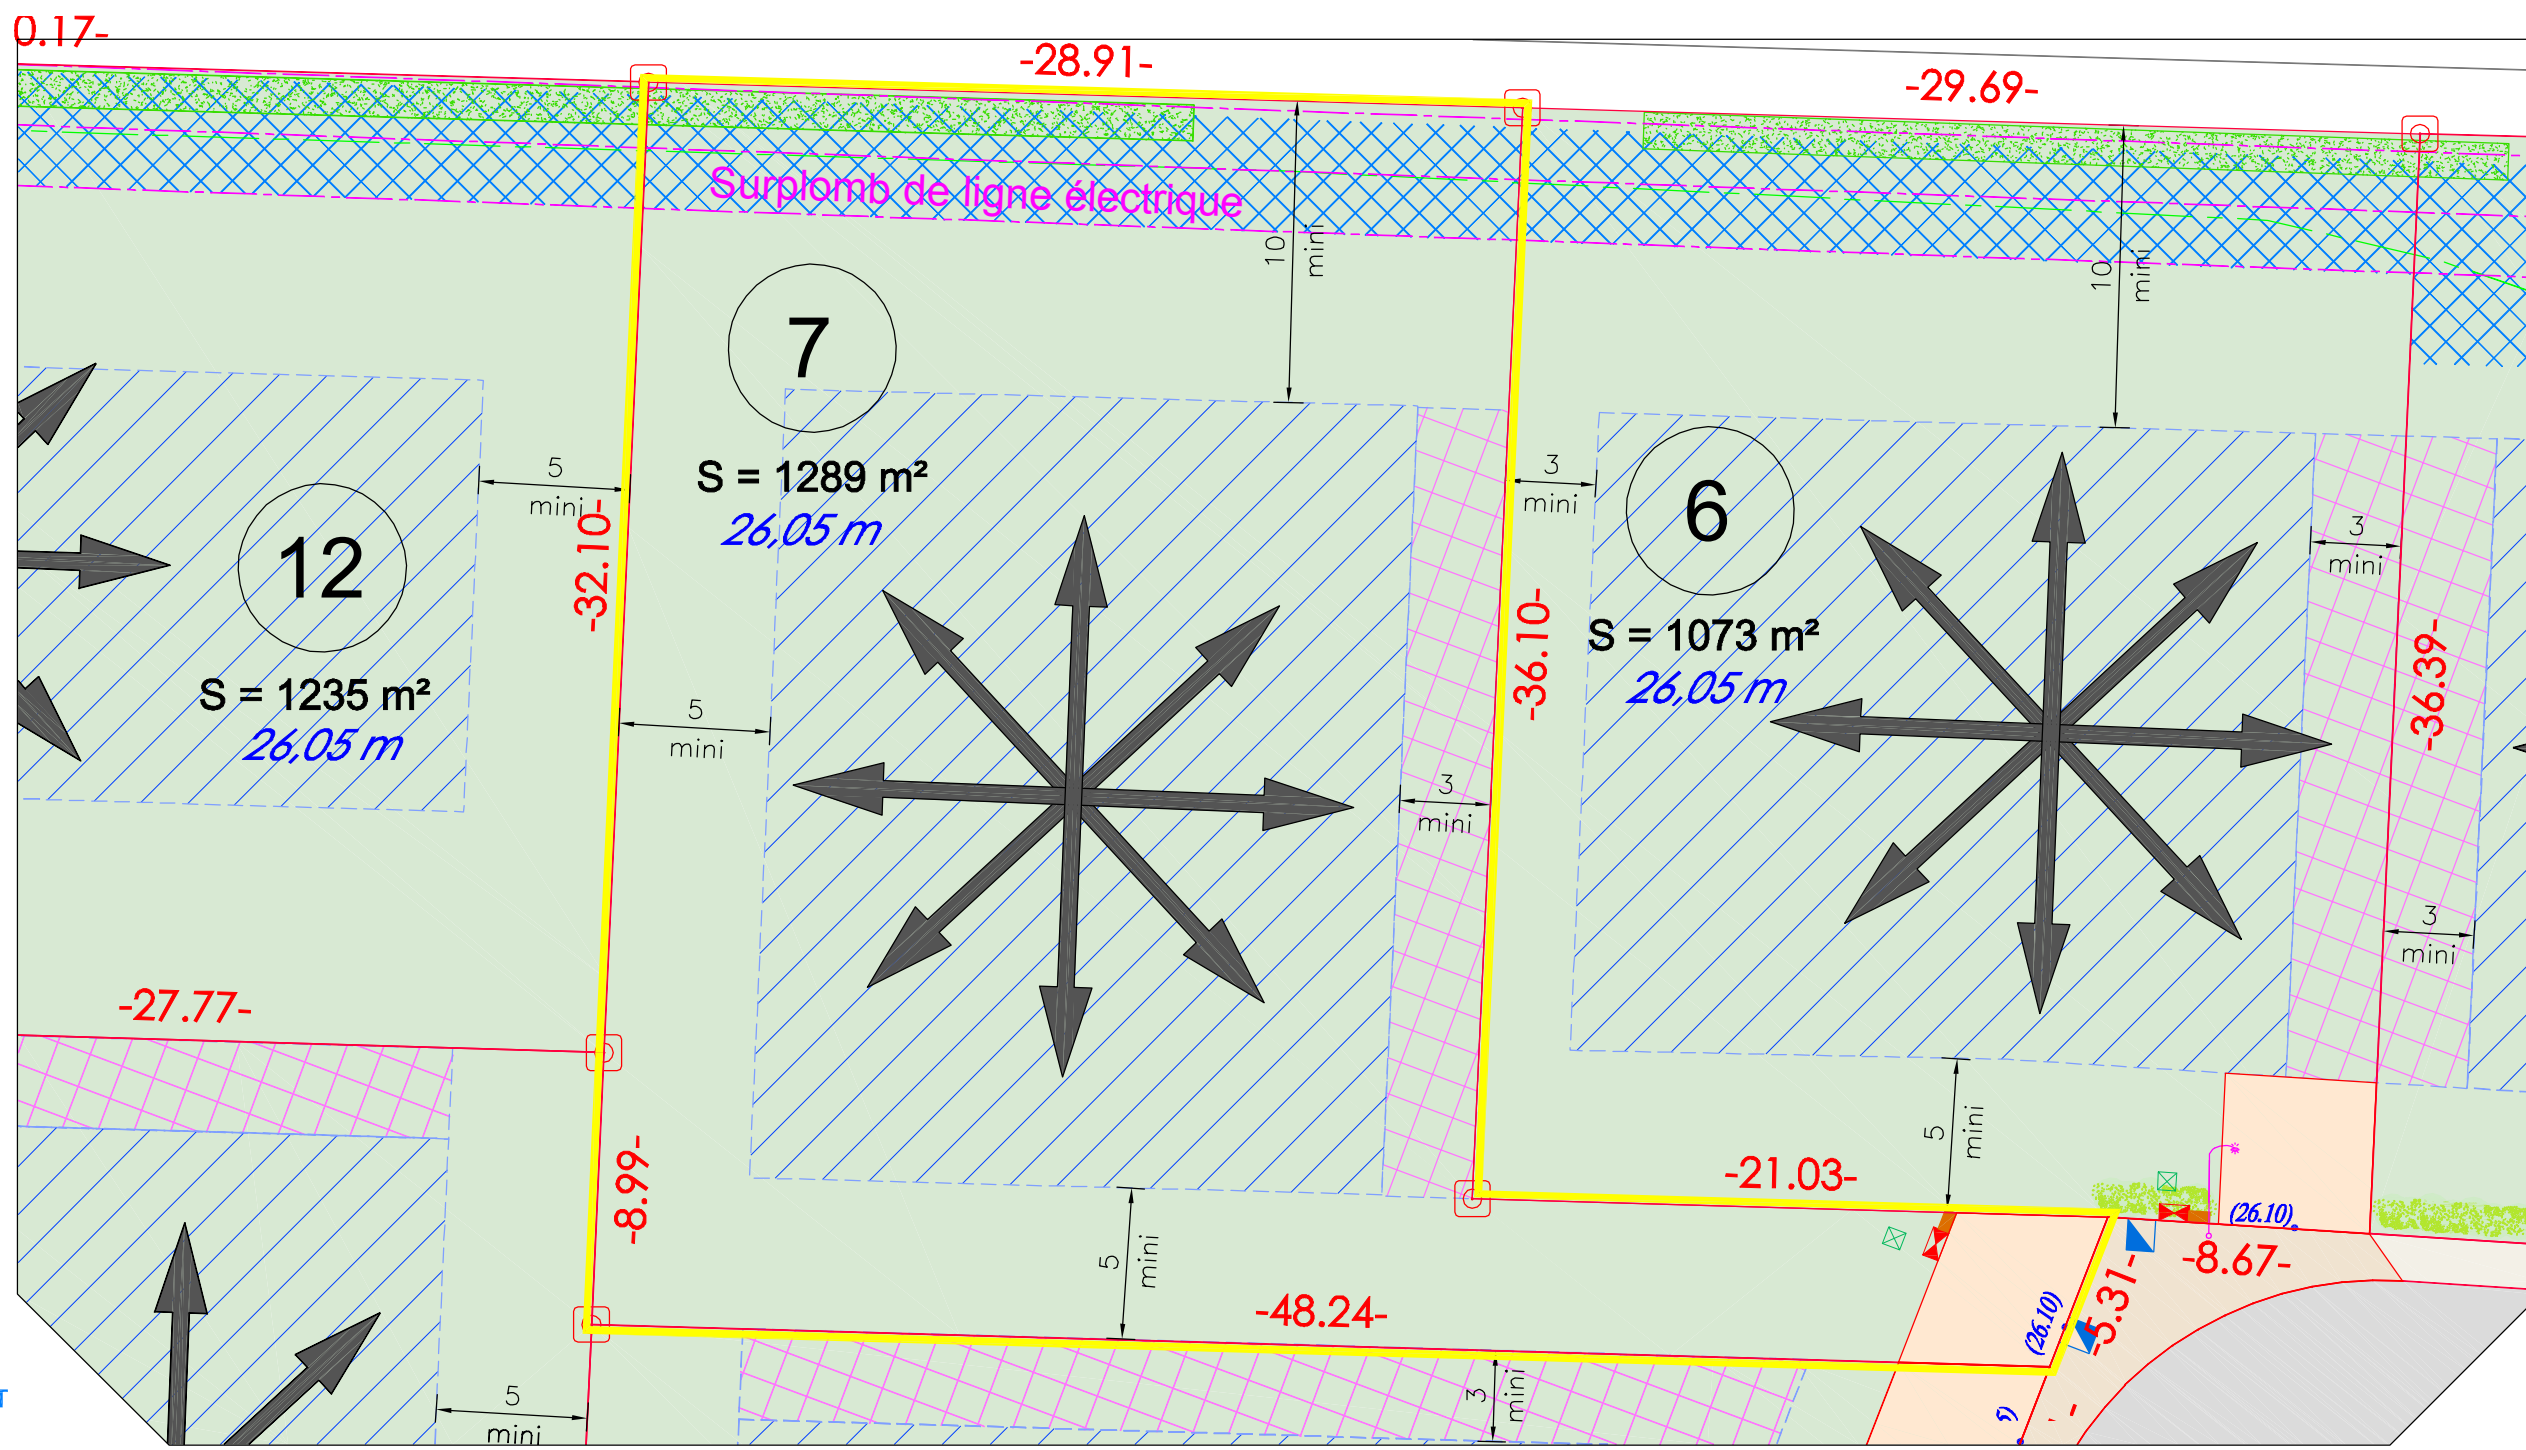 0.17-
-28.91-
-29.69-
Surplomb de ligne électrique
10
mini
10
mini
7
S = 1289 m²
26,05 m
5
mini
3
mini
6
S = 1073 m²
26,05 m
3
mini
12
S = 1235 m²
26,05 m
-32.10-
-36.10-
-36.39-
5
mini
3
mini
3
mini
-27.77-
-8.99-
5
mini
-21.03-
(26.10)
-8.67-
5
mini
-48.24-
(26.10)
-5.31-
5
mini
3
mini
5)
T